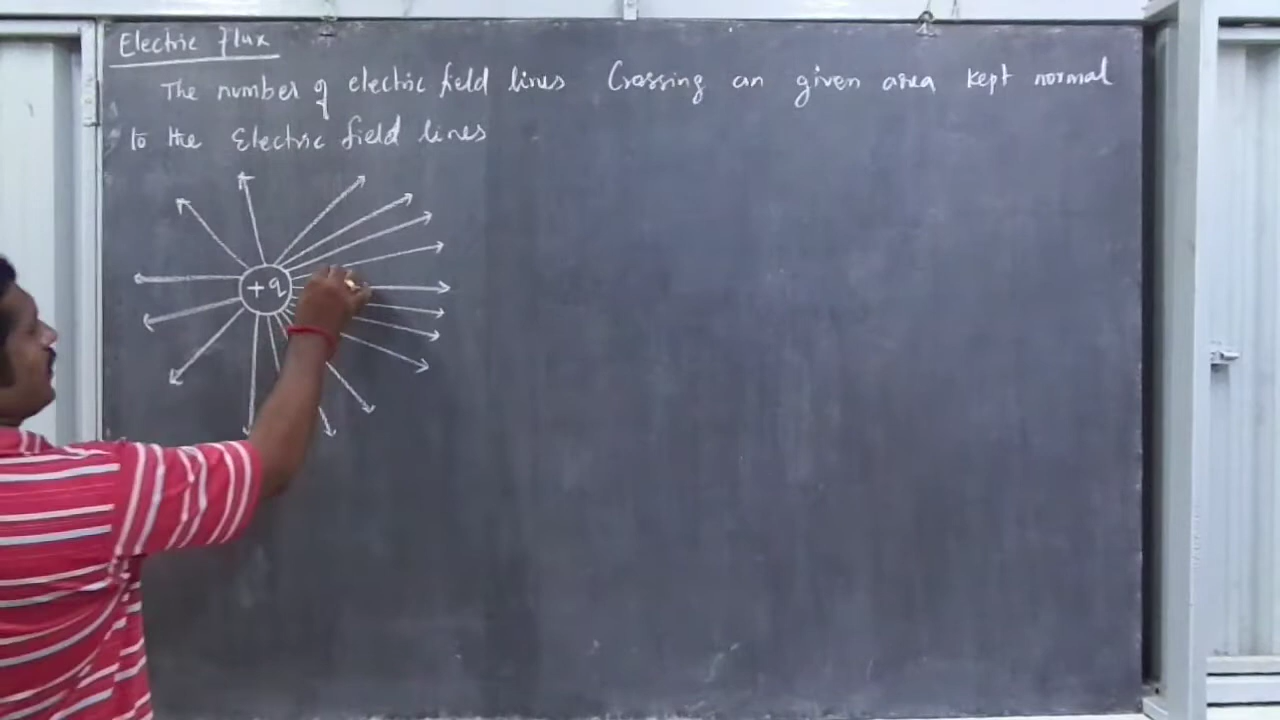 Electric flux
The number of electric field lines Crossing an given area kept normal
to the Electric field lines
+q